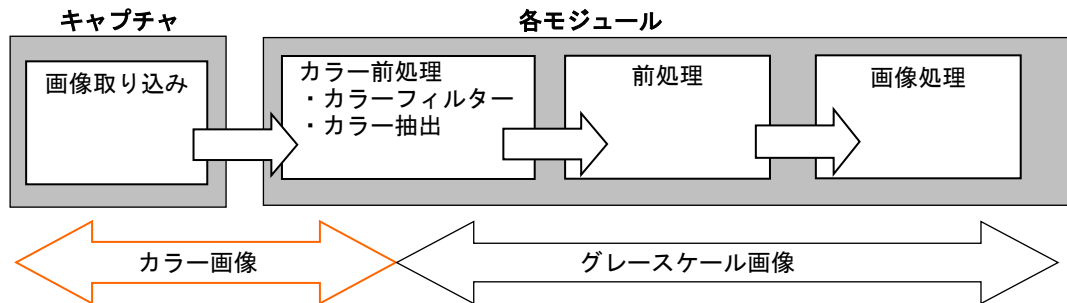 キャプチャ
各モジュール
画像取り込み
カラー前処理
・カラーフィルター
・カラー抽出
前処理
画像処理
カラー画像
グレースケール画像